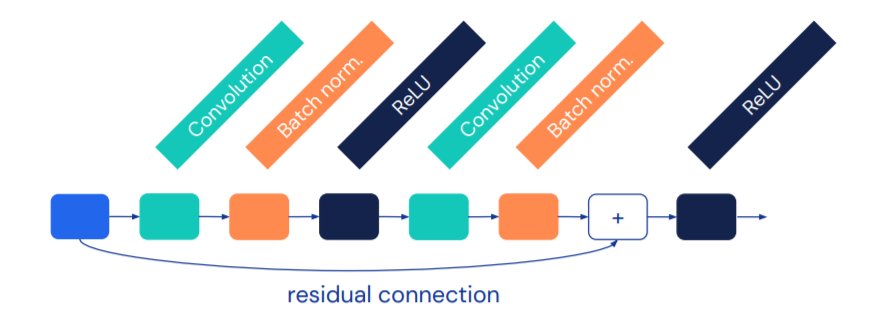 Convolution
Batch norm.
ReLU
Convolution
Batch norm.
ReLU
+
residual connection